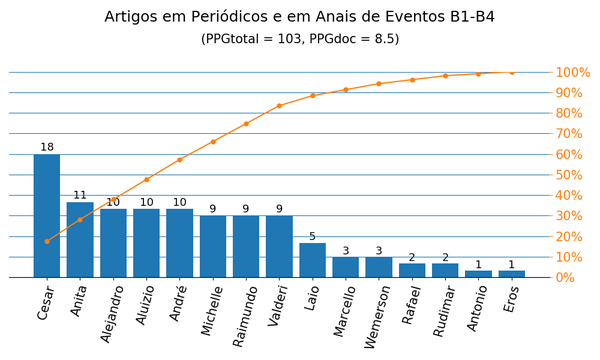 Artigos em Periódicos e em Anais de Eventos B1-B4
(PPGtotal = 103, PPGdoc = 8.5)
100%
90%
80%
70%
60%
50%
40%
30%
20%
10%
0%
18
11
10
10
10
9
9
9
5
3
3
2
2
1
1
Cesar
Anita
Alejandro
Aluizio
André
Michelle
Raimundo
Valderi
Laio
Marcello
Wemerson
Rafael
Rudimar
Antonio
Eros